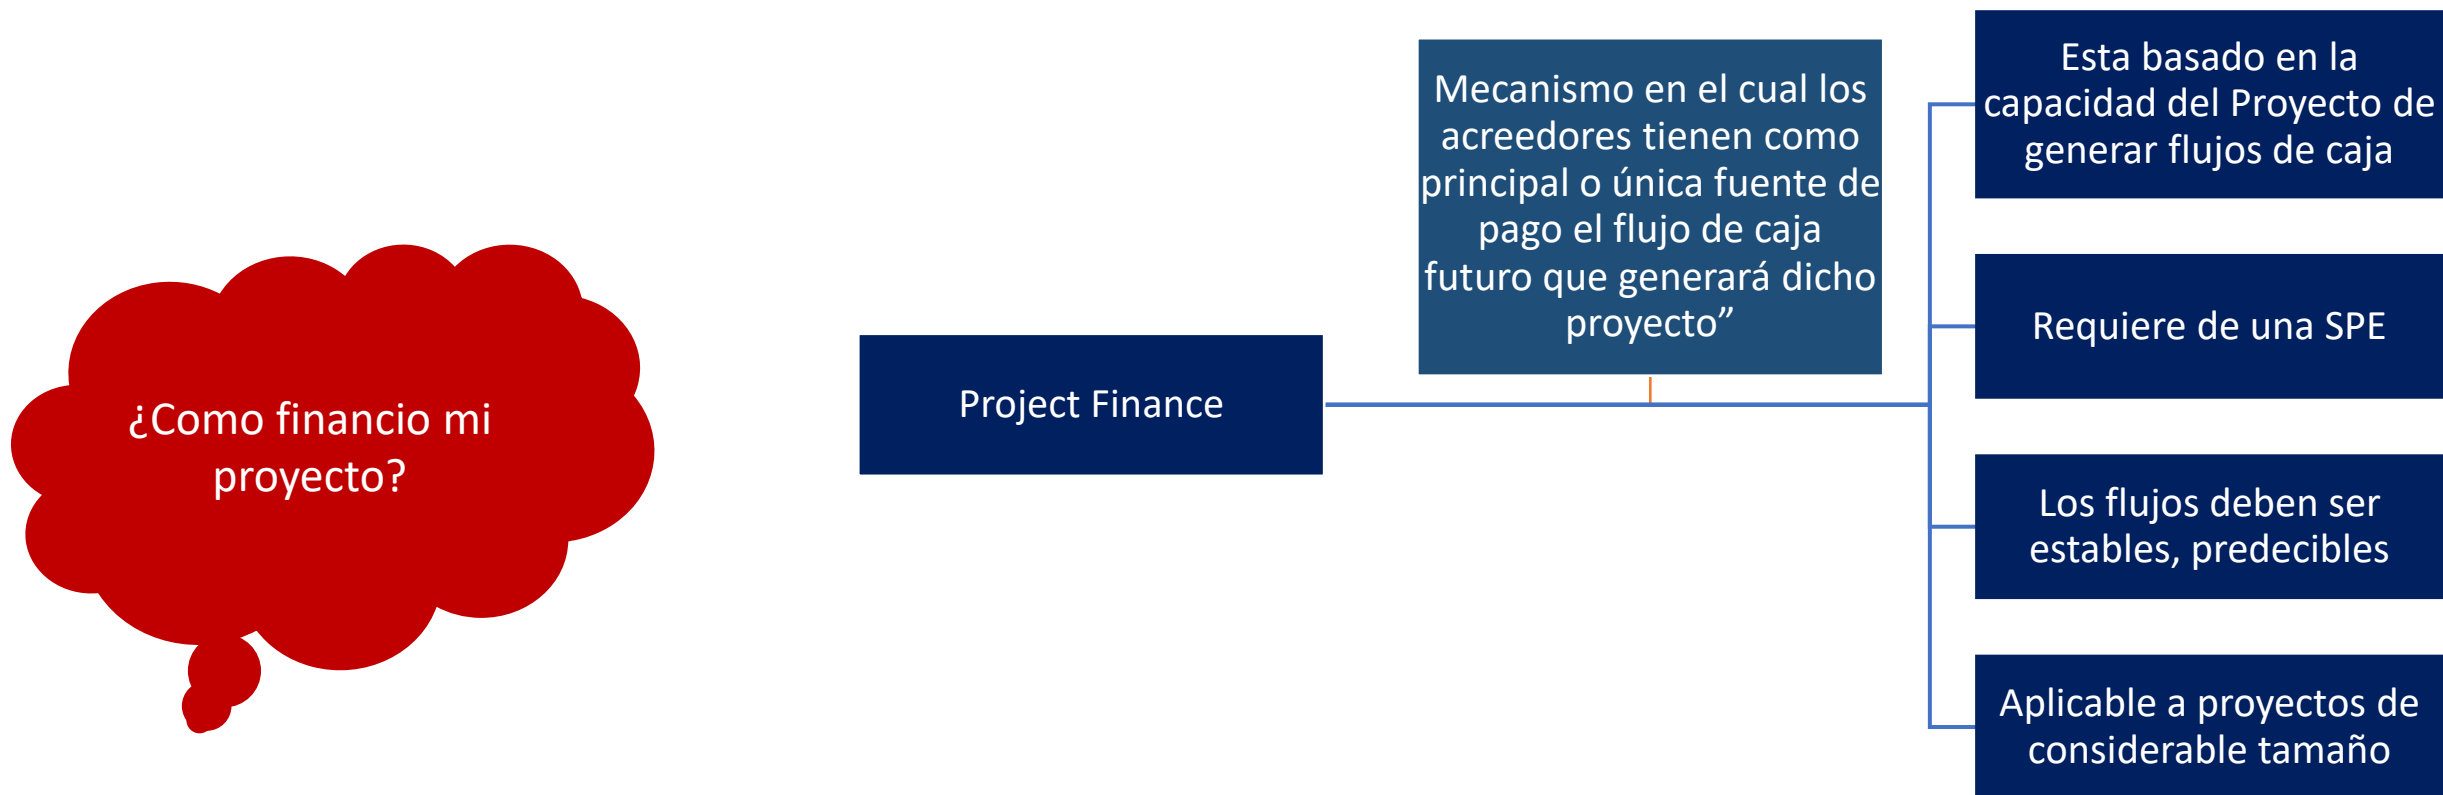 ¿Como financio mi
proyecto?
Project Finance
Mecanismo en el cual los
acreedores tienen como
principal o única fuente de
pago el flujo de caja
futuro que generará dicho
proyecto”
Esta basado en la
capacidad del Proyecto de
generar flujos de caja
Requiere de una SPE
Los flujos deben ser
estables, predecibles
Aplicable a proyectos de
considerable tamaño